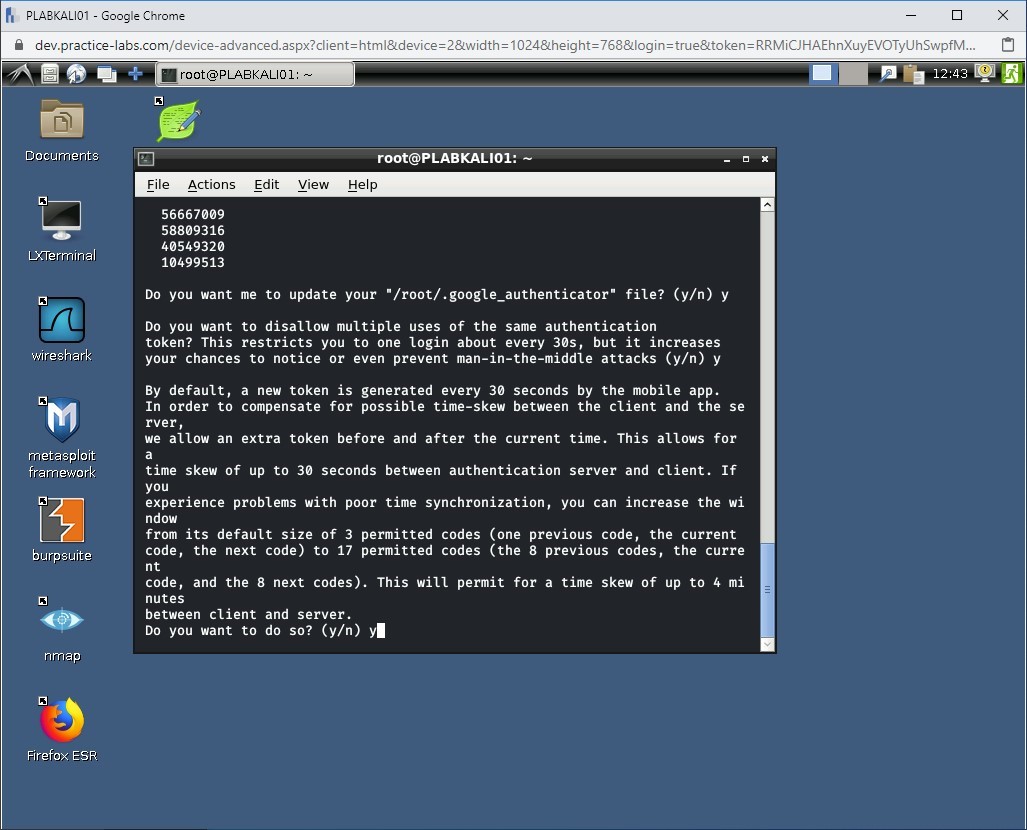 PLABKALI01 - Google Chrome
dev.practice-labs.com/device-advanced.aspx?client=html&device=2&width=1024&height=768&login=true&token=RRMiCJHAEhnXuyEVOTyUhSwpfM...
root@PLABKALI01: ~
12:43
Documents
LXTerminal
wireshark
metasploit
framework
burpsuite
nmap
Firefox ESR
root@PLABKALI01: ~
File Actions Edit View Help
56667009
58809316
40549320
10499513
Do you want me to update your "/root/.google_authenticator" file? (y/n) y
Do you want to disallow multiple uses of the same authentication
token? This restricts you to one login about every 30s, but it increases
your chances to notice or even prevent man-in-the-middle attacks (y/n) y
By default, a new token is generated every 30 seconds by the mobile app.
In order to compensate for possible time-skew between the client and the se
rver,
we allow an extra token before and after the current time. This allows for
a
time skew of up to 30 seconds between authentication server and client. If
you
experience problems with poor time synchronization, you can increase the wi
ndow
from its default size of 3 permitted codes (one previous code, the current
code, the next code) to 17 permitted codes (the 8 previous codes, the curre
nt
code, and the 8 next codes). This will permit for a time skew of up to 4 mi
nutes
between client and server.
Do you want to do so? (y/n) y